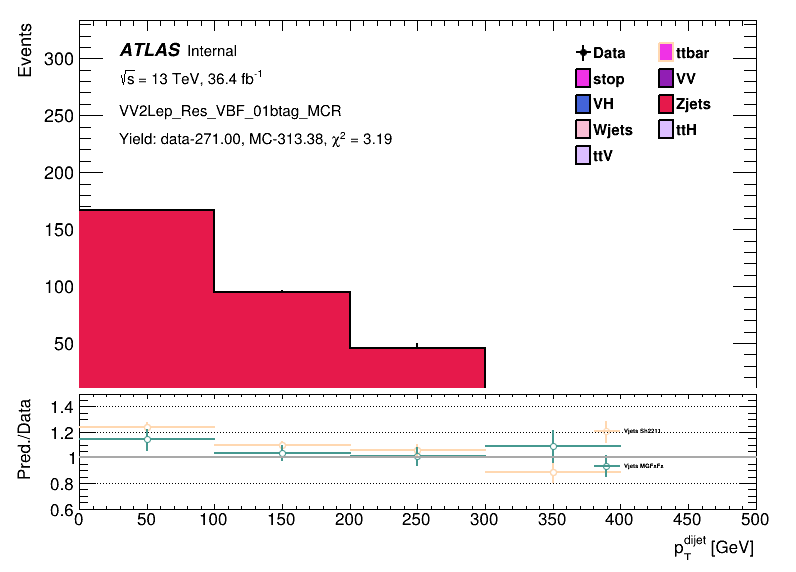 Events
300
250
200
150
100
50
ATLAS Internal
√s = 13 TeV, 36.4 fb⁻¹
VV2Lep_Res_VBF_01btag_MCR
Yield: data-271.00, MC-313.38, χ² = 3.19
Data
ttbar
stop
VV
VH
Zjets
Wjets
ttH
ttV
Pred./Data
1.4
1.2
1
0.8
0.6
Vjets Sh2211
Vjets MGFxFx
0 50 100 150 200 250 300 350 400 450 500
p_T^dijet [GeV]